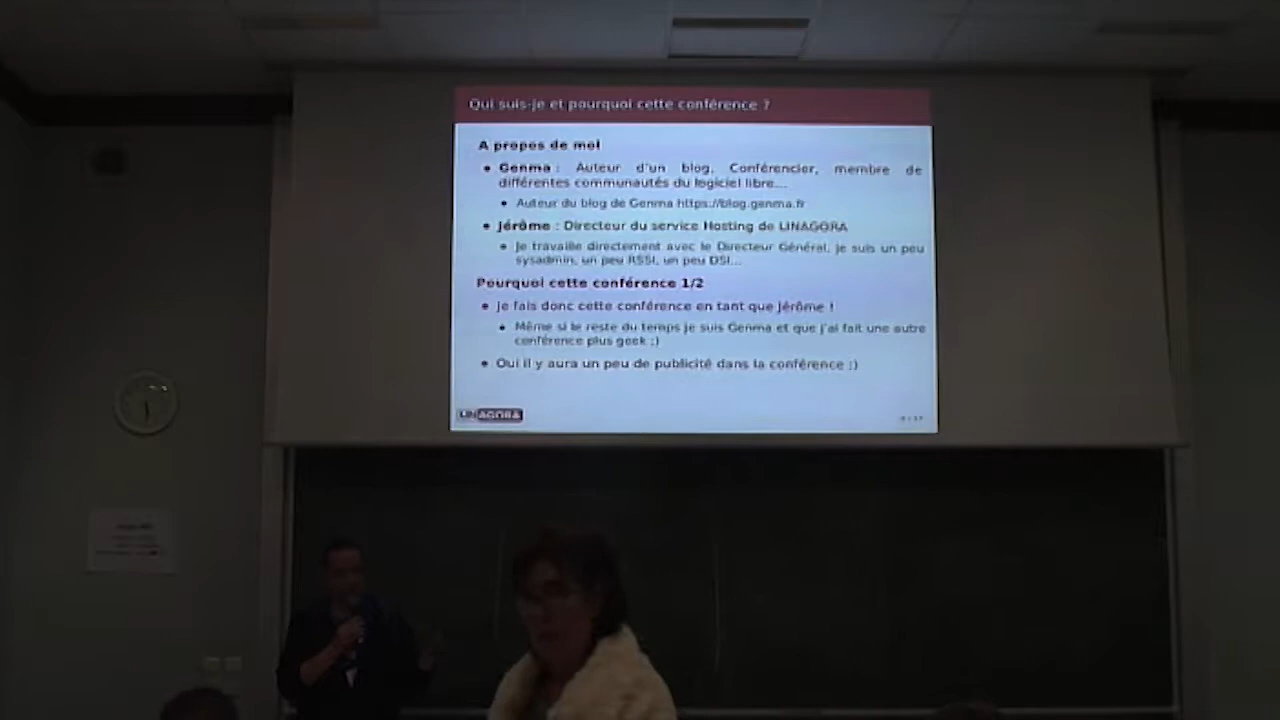 Qui suis-je et pourquoi cette conférence ?
A propos de moi
Genma : Auteur d'un blog, Conférencier, membre de
différentes communautés du logiciel libre...
Auteur du blog de Genma https://blog.genma.fr
Jérôme : Directeur du service Hosting de LINAGORA
Je travaille directement avec le Directeur Général, je suis un peu
sysadmin, un peu RSSI, un peu DSI...
Pourquoi cette conférence 1/2
Je fais donc cette conférence en tant que Jérôme !
Même si le reste du temps je suis Genma et que j'ai fait une autre
conférence plus geek ;)
Oui il y aura un peu de publicité dans la conférence :)
LINAGORA